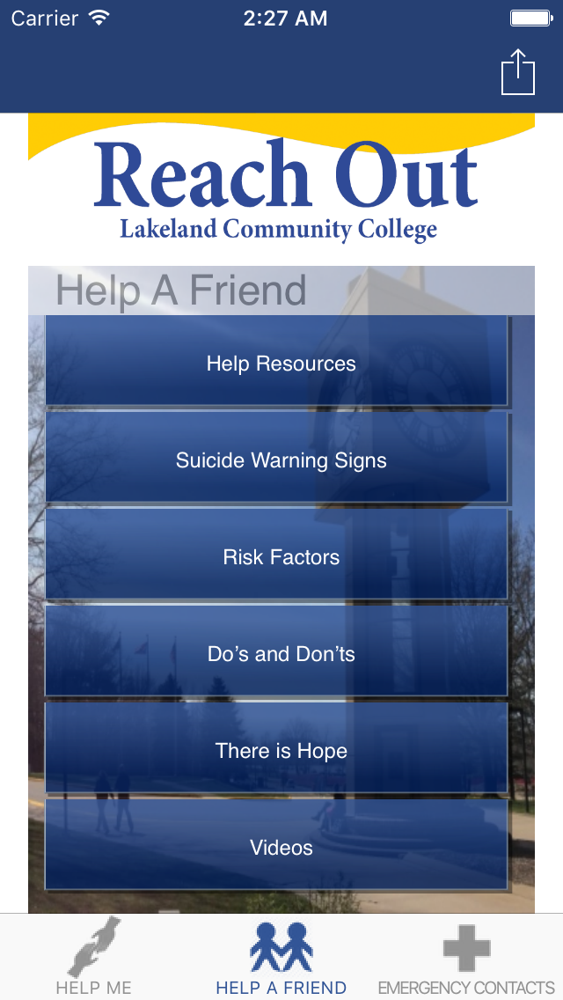 Carrier 2:27 AM
Reach Out
Lakeland Community College
Help A Friend
Help Resources
Suicide Warning Signs
Risk Factors
Do’s and Don’ts
There is Hope
Videos
HELP ME HELP A FRIEND EMERGENCY CONTACTS